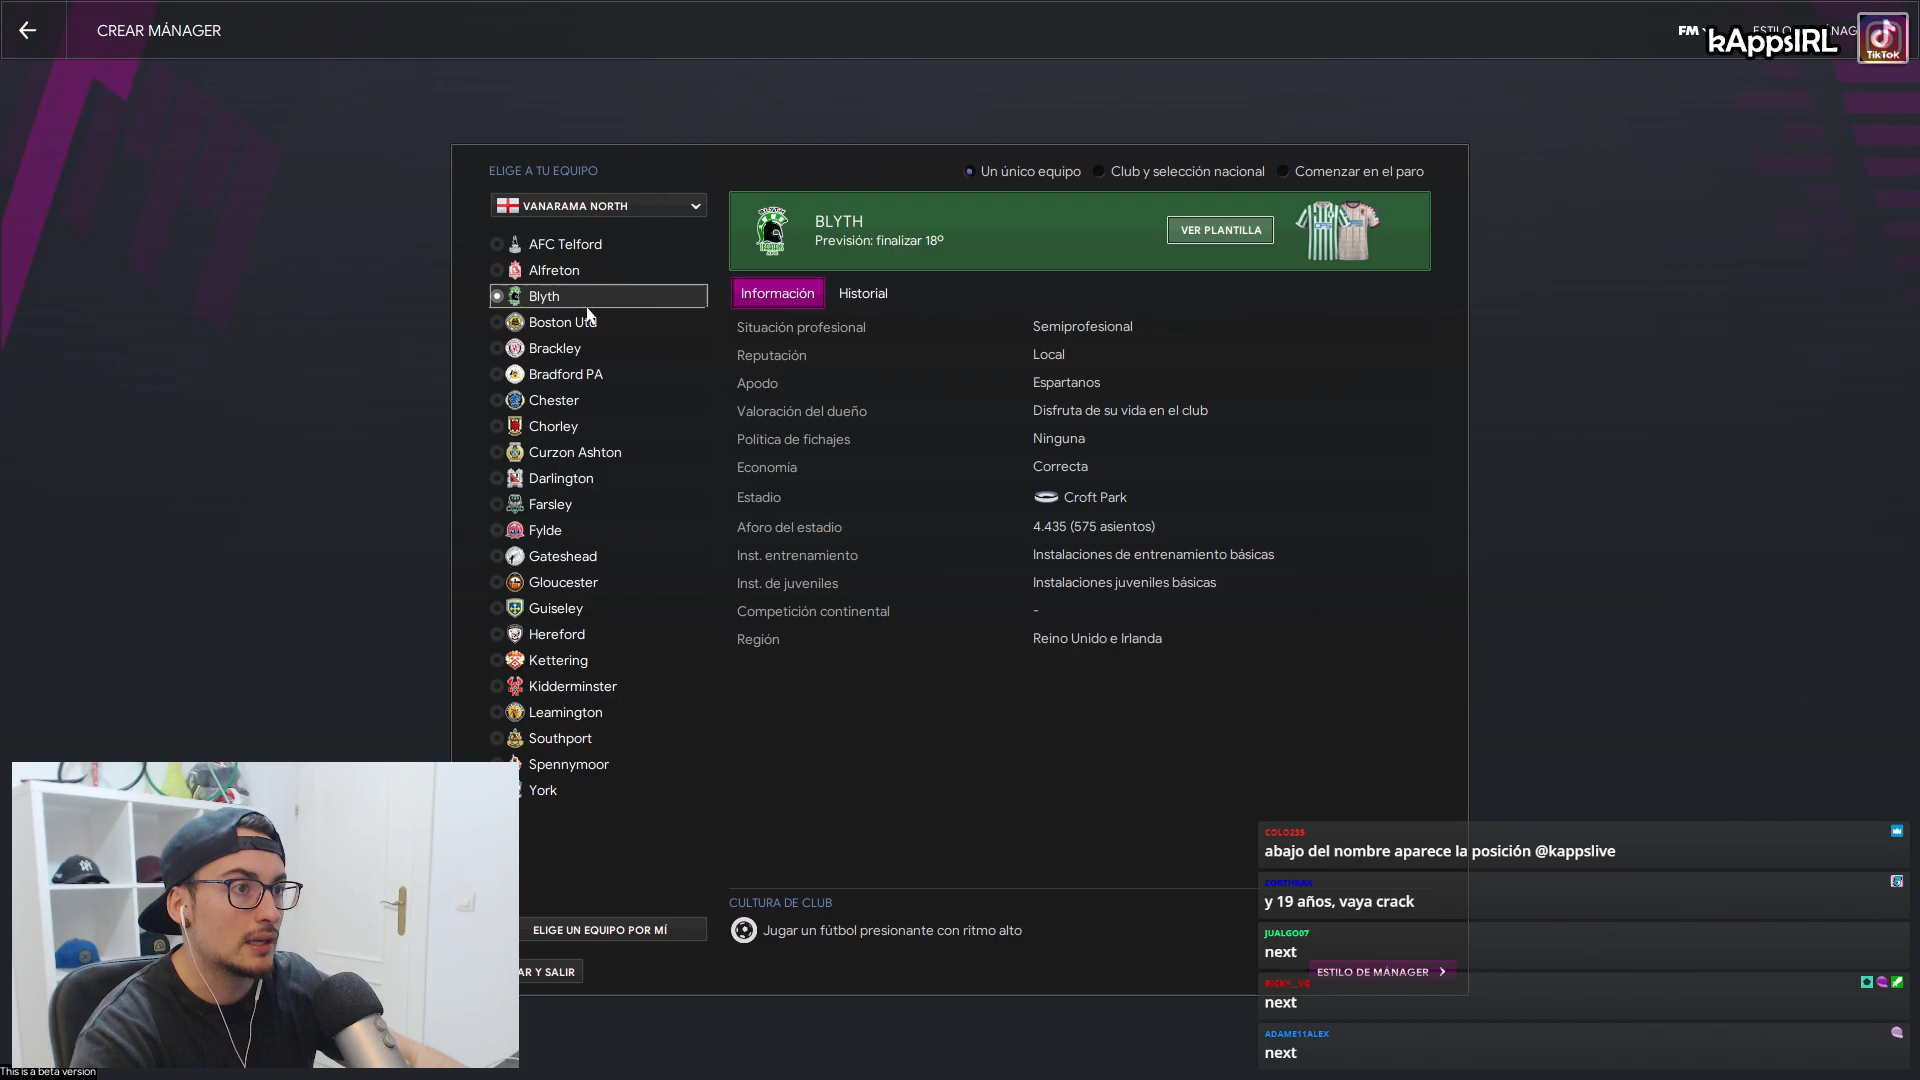 CREAR MÁNAGER
FM
ESTILO
NAG
kAppsIRL
TikTok
ELIGE A TU EQUIPO
Un único equipo
Club y selección nacional
Comenzar en el paro
VANARAMA NORTH
AFC Telford
Alfreton
Blyth
Boston Utd
Brackley
Bradford PA
Chester
Chorley
Curzon Ashton
Darlington
Farsley
Fylde
Gateshead
Gloucester
Guiseley
Hereford
Kettering
Kidderminster
Leamington
Southport
Spennymoor
York
BLYTH
Previsión: finalizar 18º
VER PLANTILLA
Información
Historial
Situación profesional Semiprofesional
Reputación Local
Apodo Espartanos
Valoración del dueño Disfruta de su vida en el club
Política de fichajes Ninguna
Economía Correcta
Estadio Croft Park
Aforo del estadio 4.435 (575 asientos)
Inst. entrenamiento Instalaciones de entrenamiento básicas
Inst. de juveniles Instalaciones juveniles básicas
Competición continental -
Región Reino Unido e Irlanda
CULTURA DE CLUB
Jugar un fútbol presionante con ritmo alto
ELIGE UN EQUIPO POR MÍ
AR Y SALIR
ESTILO DE MÁNAGER
COLO235
abajo del nombre aparece la posición @kappslive
ZORTHRAX
y 19 años, vaya crack
JUALGO07
next
next
ADAME11ALEX
next
This is a beta version